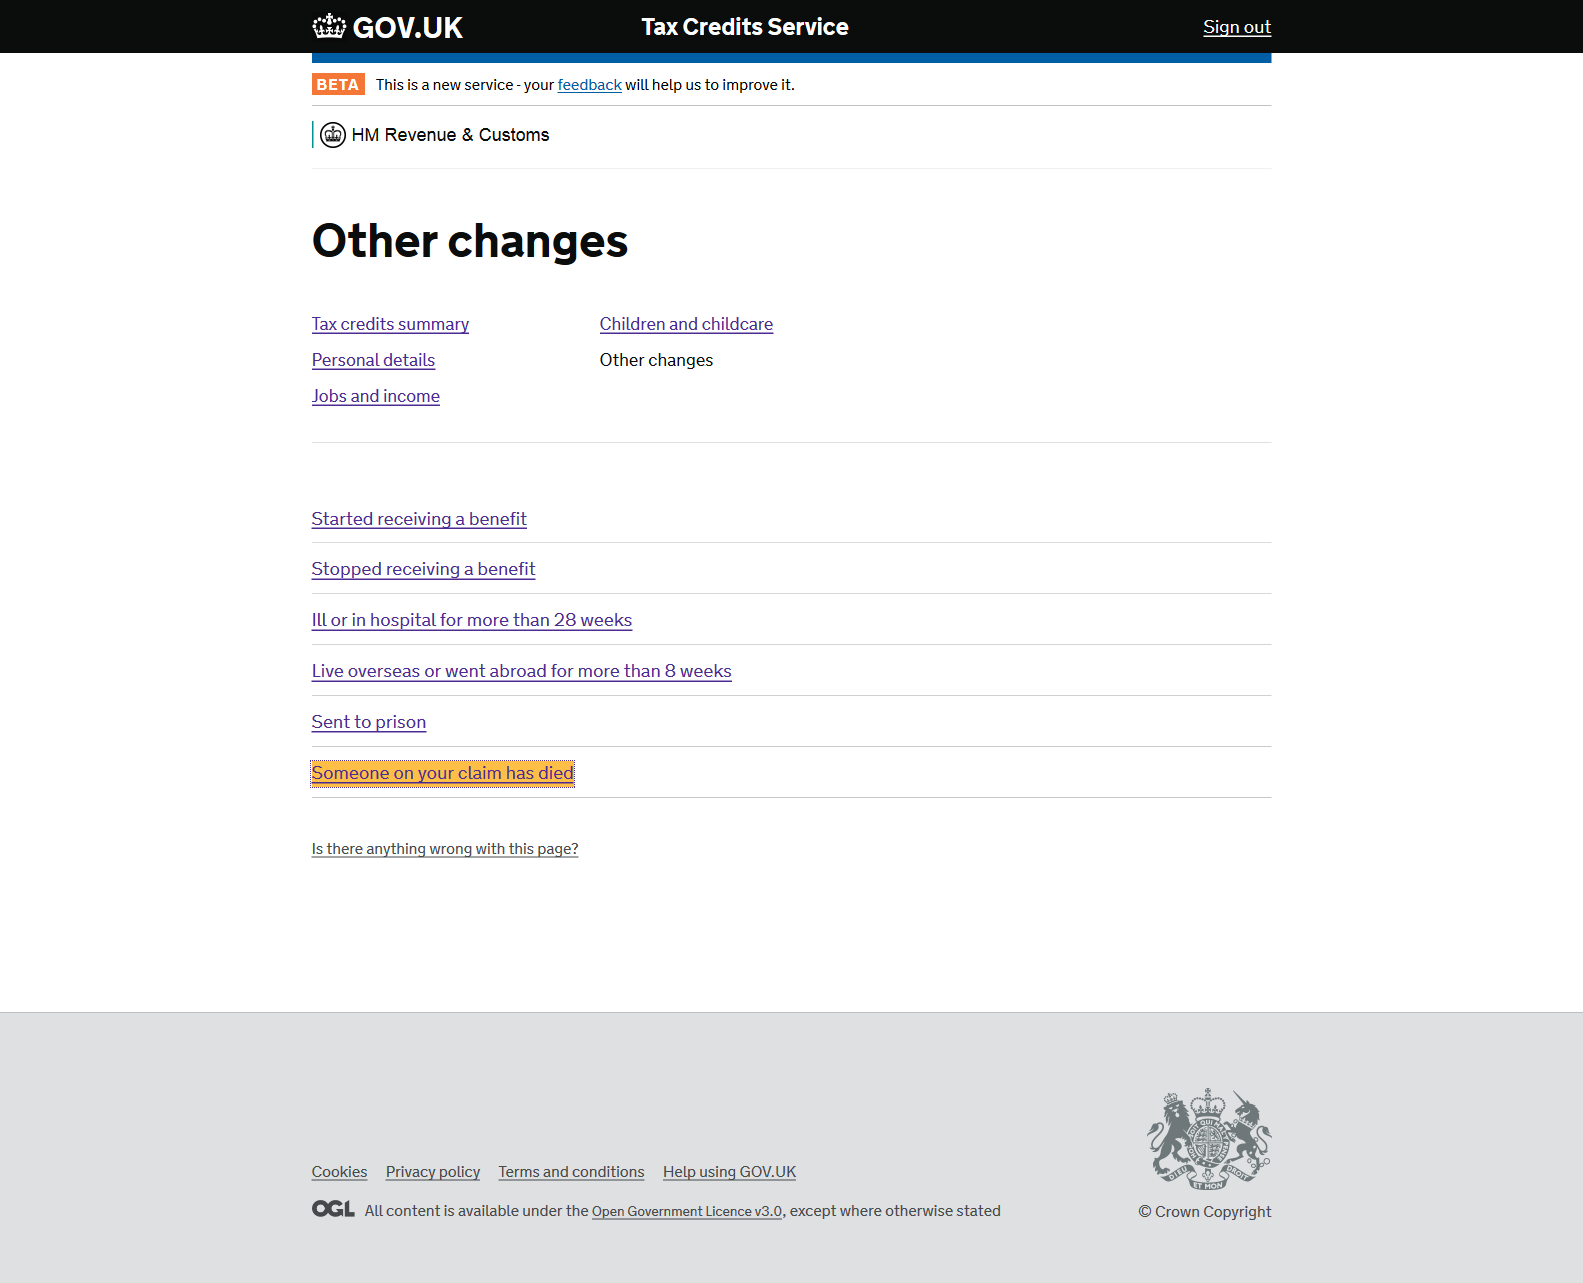 GOV.UK
Tax Credits Service
Sign out
BETA This is a new service - your feedback will help us to improve it.
HM Revenue & Customs
Other changes
Tax credits summary
Personal details
Jobs and income
Children and childcare
Other changes
Started receiving a benefit
Stopped receiving a benefit
Ill or in hospital for more than 28 weeks
Live overseas or went abroad for more than 8 weeks
Sent to prison
Someone on your claim has died
Is there anything wrong with this page?
Cookies Privacy policy Terms and conditions Help using GOV.UK
OGL All content is available under the Open Government Licence v3.0, except where otherwise stated
DIEU ET MON DROIT
© Crown Copyright